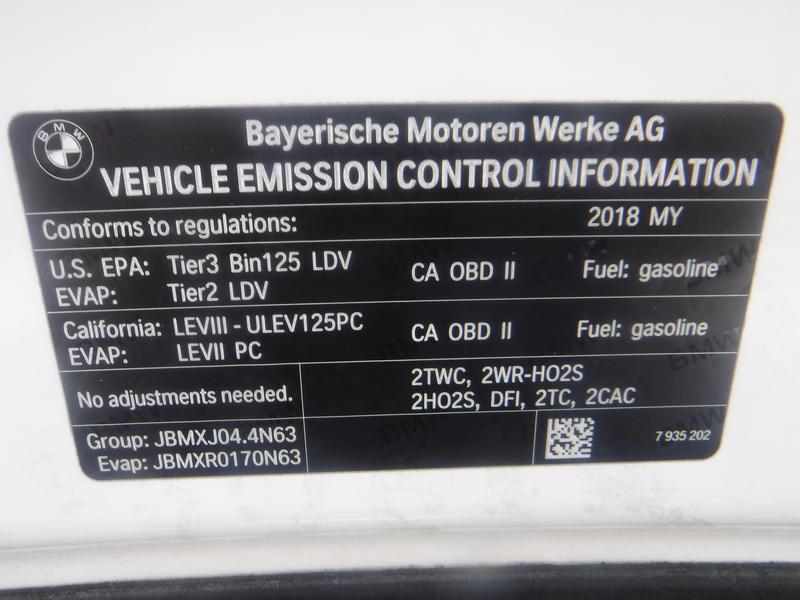 BMW
Bayerische Motoren Werke AG
VEHICLE EMISSION CONTROL INFORMATION
Conforms to regulations: 2018 MY
U.S. EPA: Tier3 Bin125 LDV CA OBD II Fuel: gasoline
EVAP: Tier2 LDV
California: LEVIII - ULEV125PC CA OBD II Fuel: gasoline
EVAP: LEVII PC
No adjustments needed.
2TWC, 2WR-HO2S
2HO2S, DFI, 2TC, 2CAC
Group: JBMXJ04.4N63
Evap: JBMXR0170N63
7 935 202